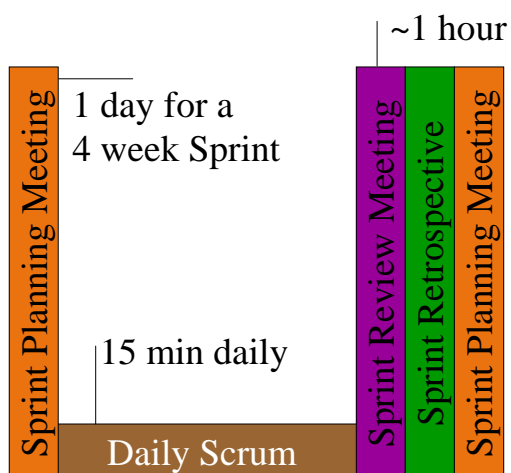 ~1 hour
Sprint Planning Meeting
1 day for a
4 week Sprint
15 min daily
Daily Scrum
Sprint Review Meeting
Sprint Retrospective
Sprint Planning Meeting